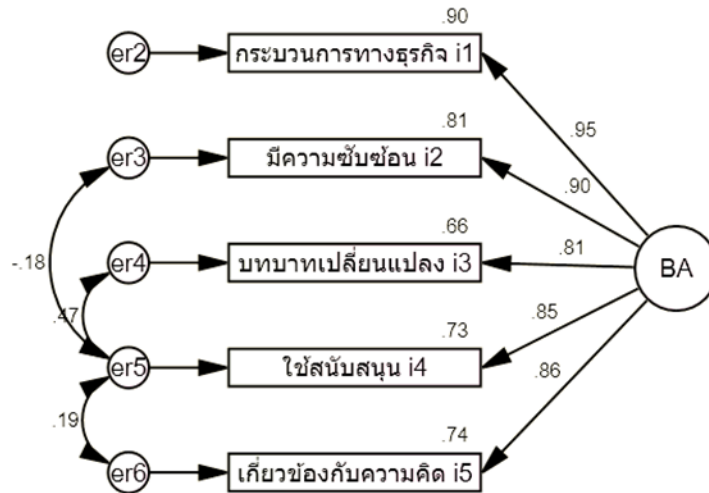 .90
er2
กระบวนการทางธุรกิจ i1
.95
.81
er3
มีความซับซ้อน i2
.90
.66
-.18
er4
บทบาทเปลี่ยนแปลง i3
.81
BA
.47
.85
.73
er5
ใช้สนับสนุน i4
.86
.19
.74
er6
เกี่ยวข้องกับความคิด i5